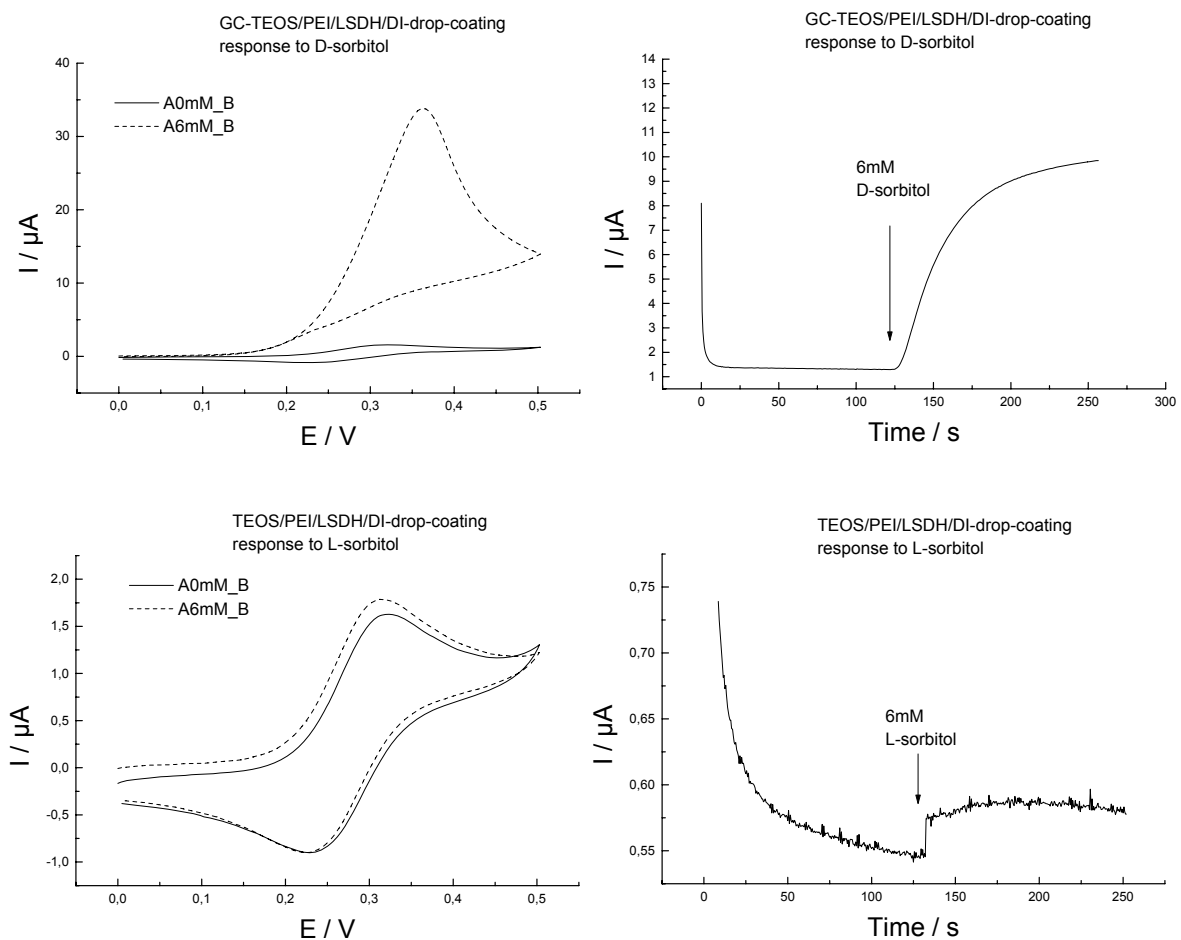 GC-TEOS/PEI/LSDH/DI-drop-coating
response to D-sorbitol
A0mM_B
A6mM_B
40
30
20
10
0
I / µA
0,0 0,1 0,2 0,3 0,4 0,5
E / V
GC-TEOS/PEI/LSDH/DI-drop-coating
response to D-sorbitol
14
13
12
11
10
9
8
7
6
5
4
3
2
1
I / µA
6mM
D-sorbitol
0 50 100 150 200 250 300
Time / s
TEOS/PEI/LSDH/DI-drop-coating
response to L-sorbitol
A0mM_B
A6mM_B
2,0
1,5
1,0
0,5
0,0
-0,5
-1,0
I / µA
0,0 0,1 0,2 0,3 0,4 0,5
E / V
TEOS/PEI/LSDH/DI-drop-coating
response to L-sorbitol
0,75
0,70
0,65
0,60
0,55
I / µA
6mM
L-sorbitol
0 50 100 150 200 250
Time / s